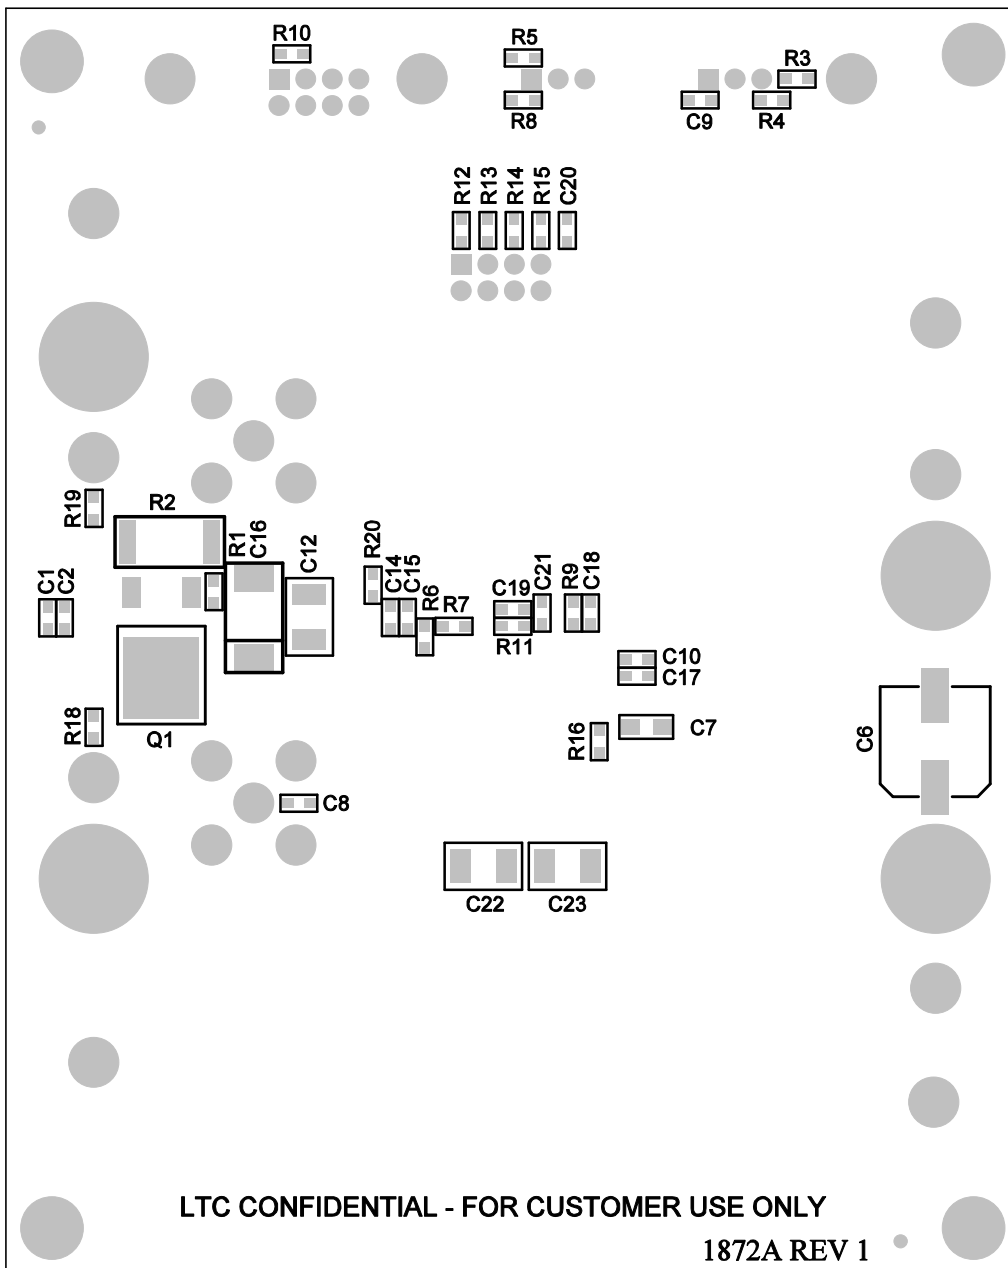 R10
R5
R3
R8
C9
R4
R12
R13
R14
R15
C20
R19
R2
R1
C16
C12
R20
C14
C15
R6
R7
C19
R11
C21
R9
C18
C1
C2
C10
C17
R18
Q1
R16
C7
C6
C8
C22
C23
LTC CONFIDENTIAL - FOR CUSTOMER USE ONLY
1872A REV 1